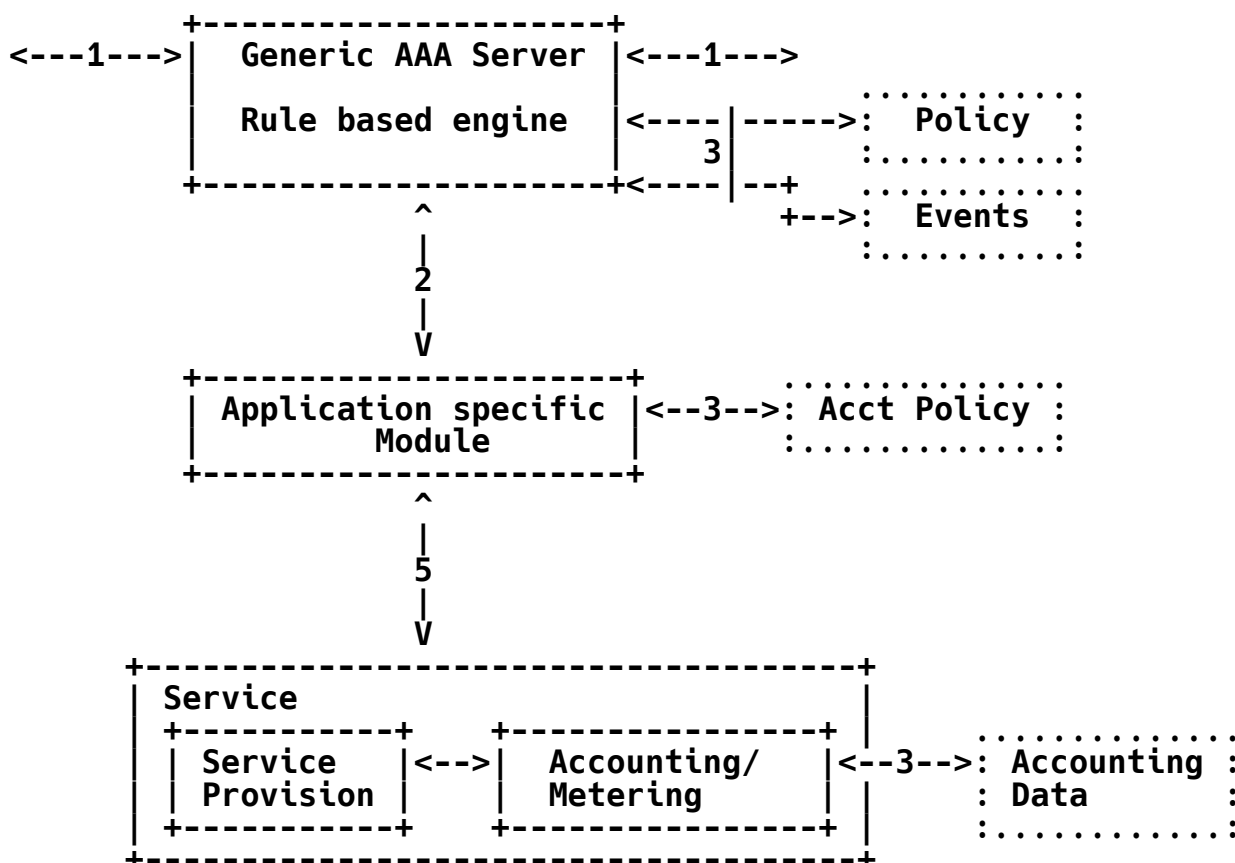 <---1---> Generic AAA Server <---1--->
Rule based engine <----|-----> Policy
3
Events
2
V
Application specific <--3--> Acct Policy
Module
5
V
Service
Service <--> Accounting/ <--3--> Accounting
Provision Metering Data